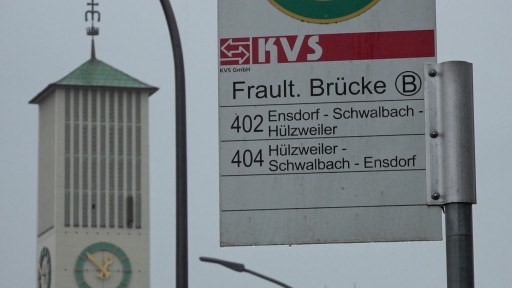 KVS
KVS GmbH
Frault. Brücke B
402 Ensdorf - Schwalbach -
Hülzweiler
404 Hülzweiler -
Schwalbach - Ensdorf